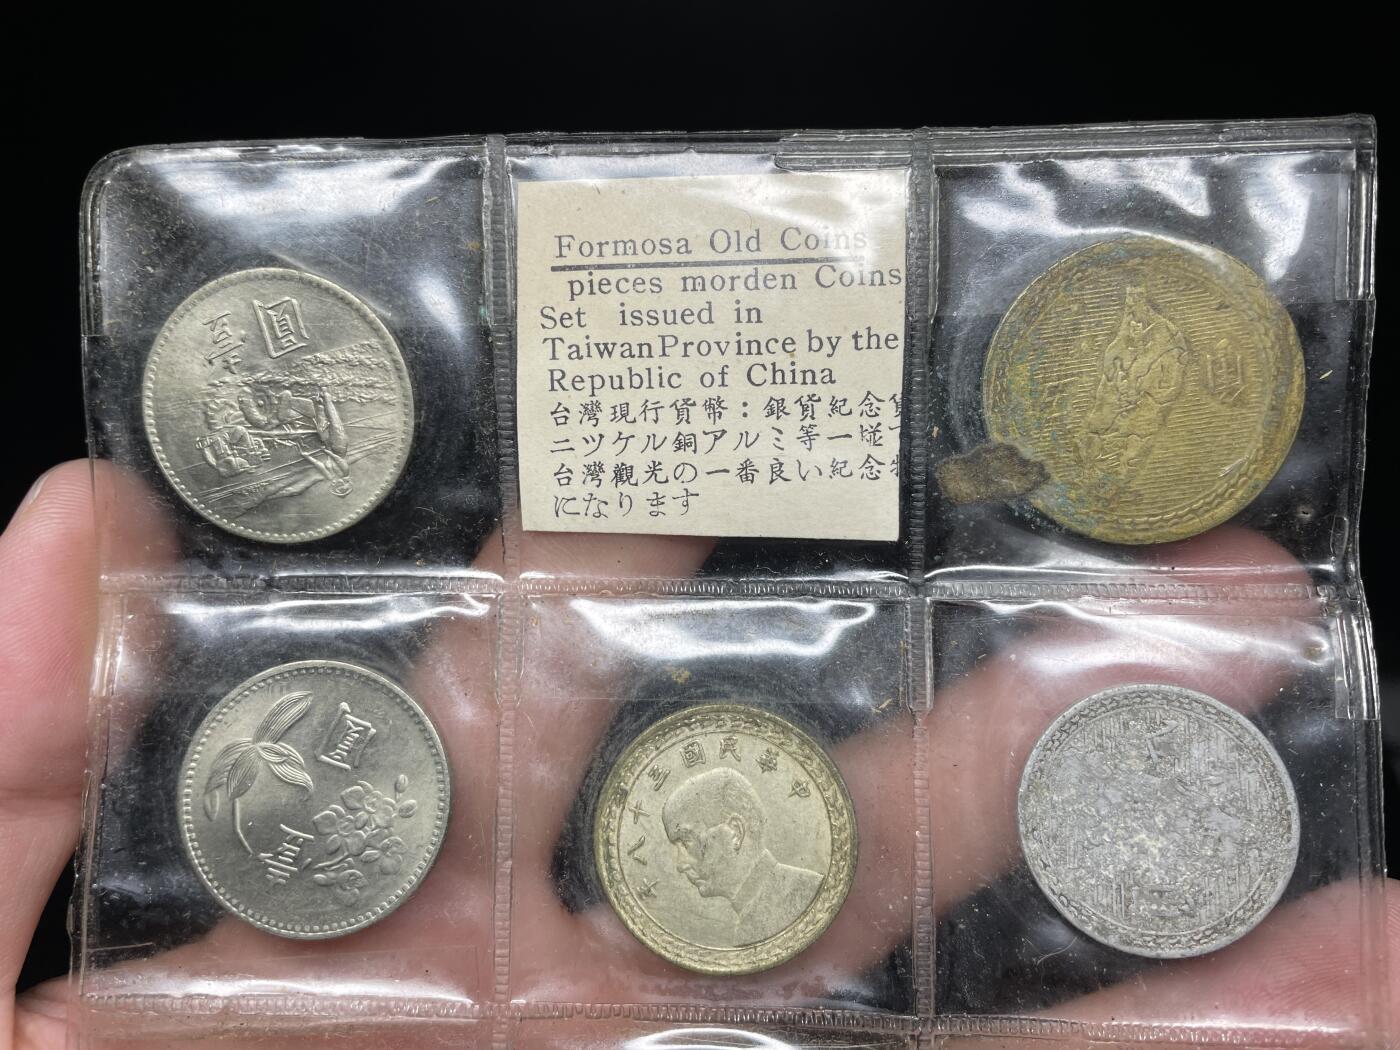 壹圓
Formosa Old Coins
pieces morden Coins
Set issued in
TaiwanProvince by the
Republic of China
台灣現行貨幣：銀貨紀念貨
ニツケル銅アルミ等一
台灣觀光の一番良い紀念物
になります
壹圓
中華民國三十八年